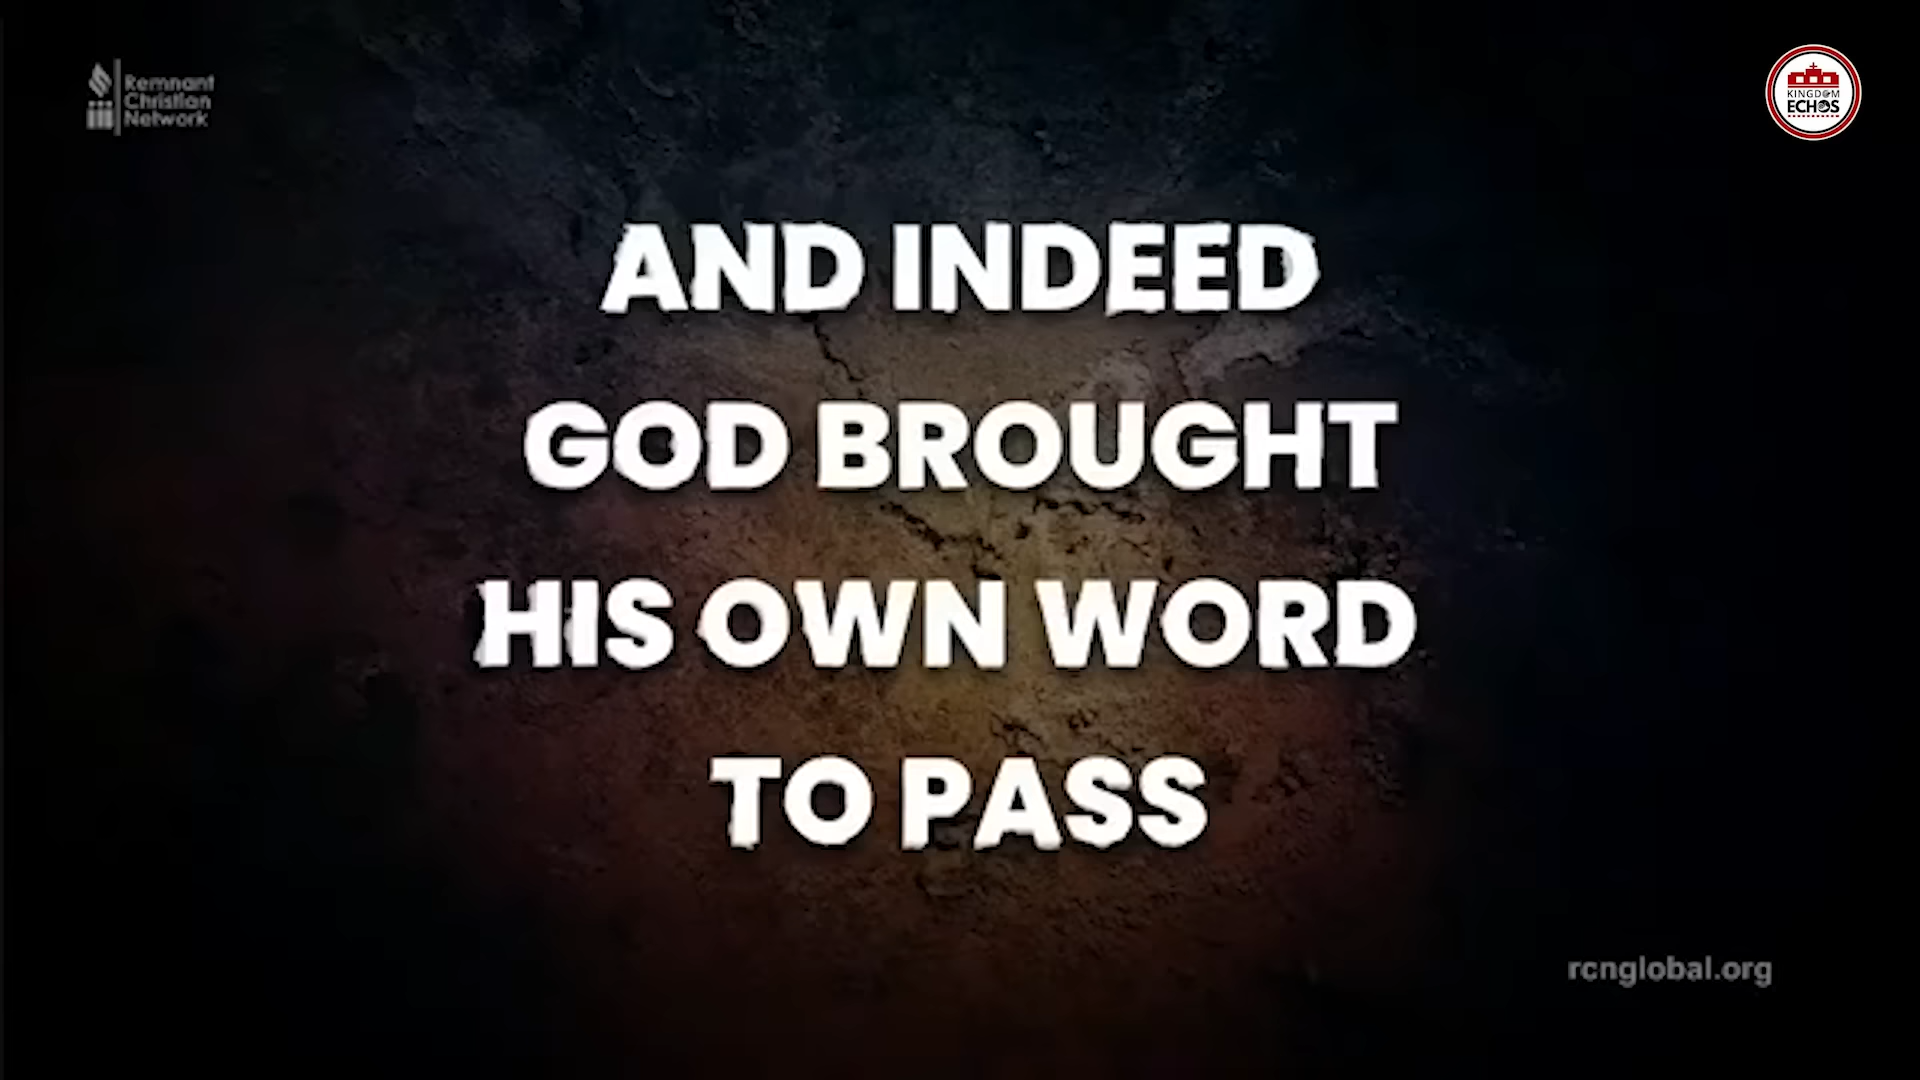 Remnant
Christian
Network
KINGDOM
ECHOS
AND INDEED
GOD BROUGHT
HIS OWN WORD
TO PASS
rcnglobal.org